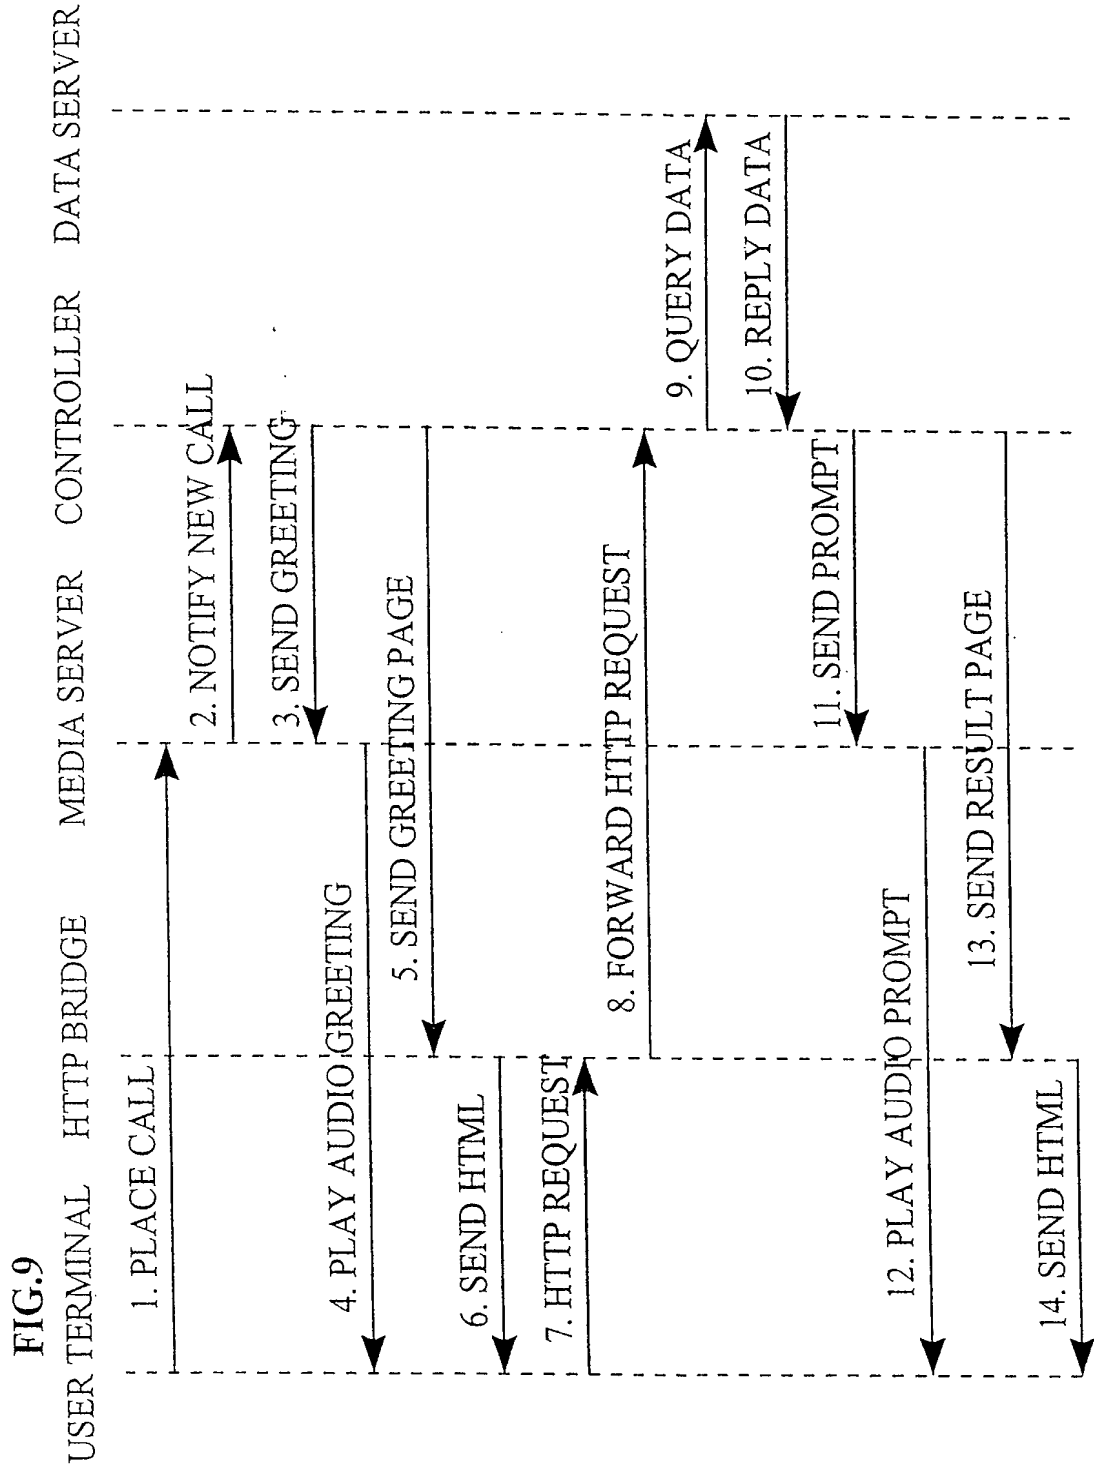 FIG.9
USER TERMINAL HTTP BRIDGE MEDIA SERVER CONTROLLER DATA SERVER
1. PLACE CALL
2. NOTIFY NEW CALL
3. SEND GREETING
4. PLAY AUDIO GREETING
5. SEND GREETING PAGE
6. SEND HTML
7. HTTP REQUEST
8. FORWARD HTTP REQUEST
9. QUERY DATA
10. REPLY DATA
11. SEND PROMPT
12. PLAY AUDIO PROMPT
13. SEND RESULT PAGE
14. SEND HTML